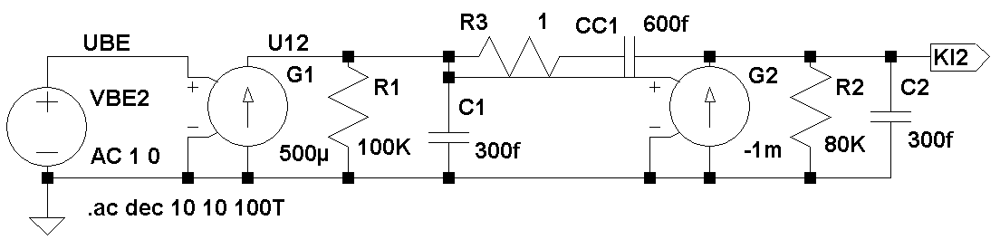 R3 1 CC1 600f
UBE U12 KI2
VBE2 + - G1 R1 C1 + - G2 R2 C2
AC 1 0 500µ 100K 300f -1m 80K 300f
.ac dec 10 10 100T